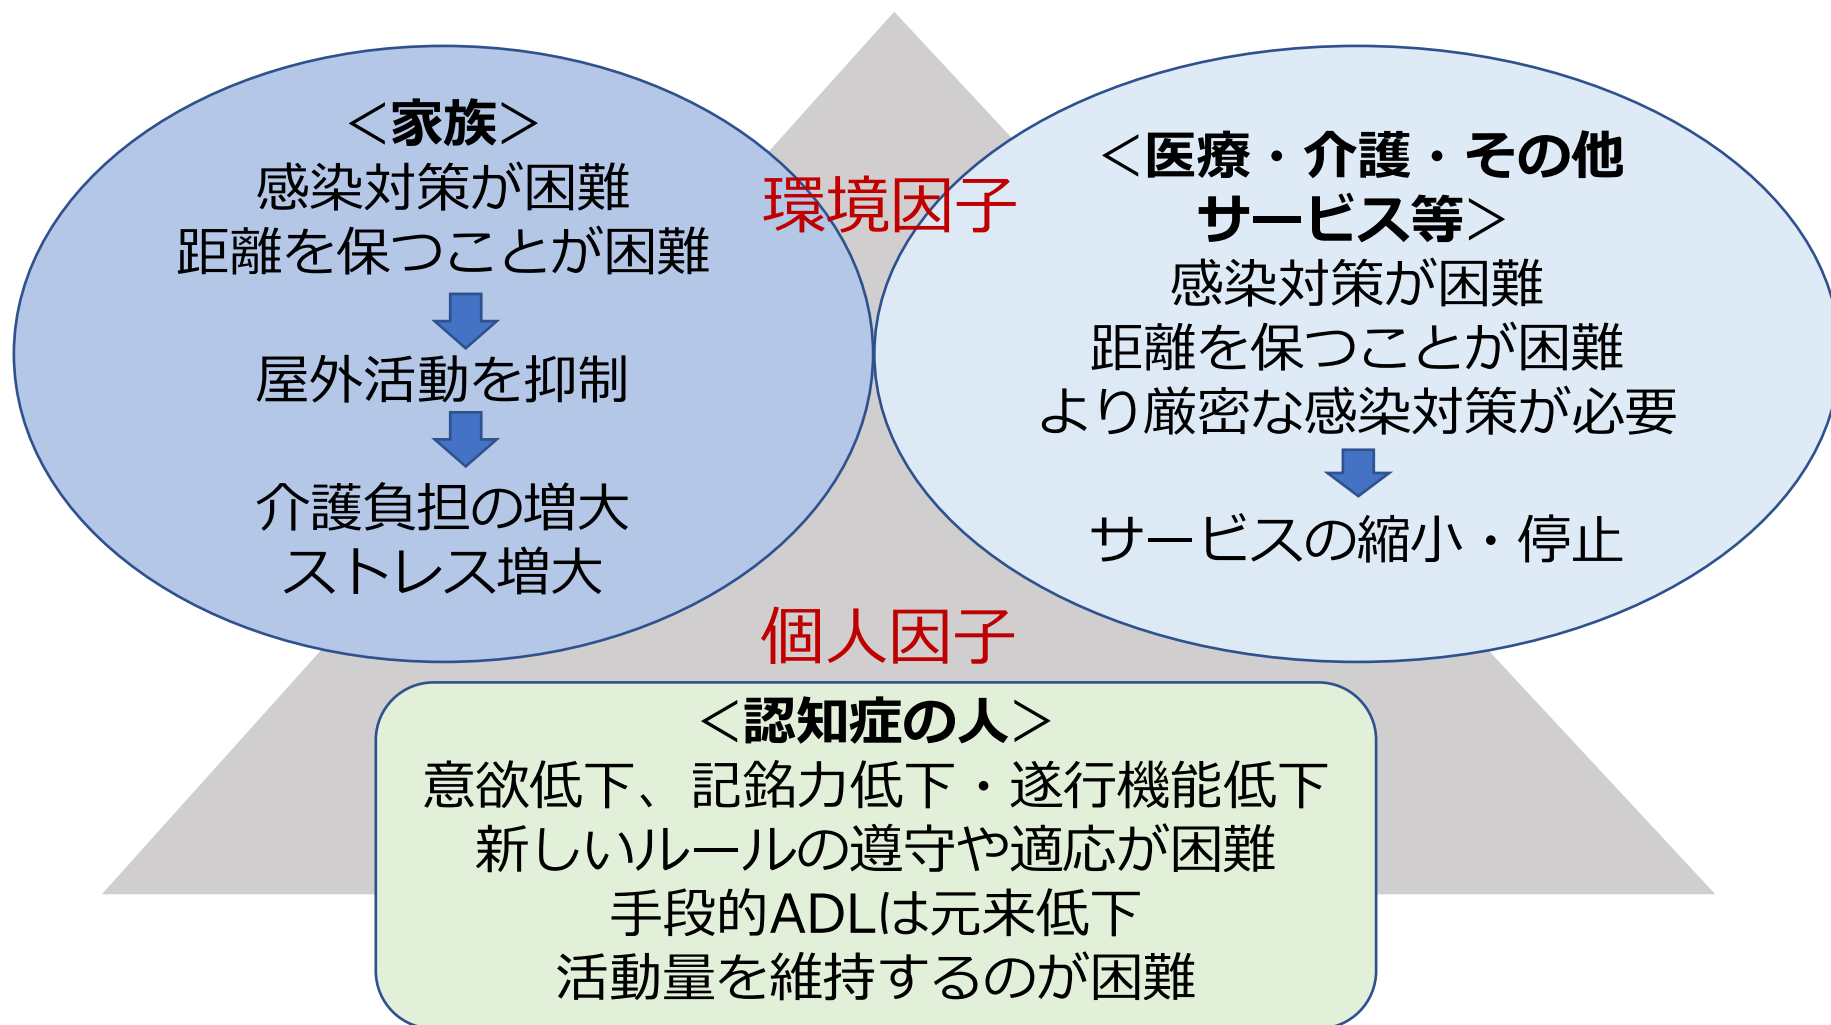 <家族>
感染対策が困難
距離を保つことが困難
屋外活動を抑制
介護負担の増大
ストレス増大
環境因子
<医療・介護・その他
サービス等>
感染対策が困難
距離を保つことが困難
より厳密な感染対策が必要
サービスの縮小・停止
個人因子
<認知症の人>
意欲低下、記銘力低下・遂行機能低下
新しいルールの遵守や適応が困難
手段的ADLは元来低下
活動量を維持するのが困難